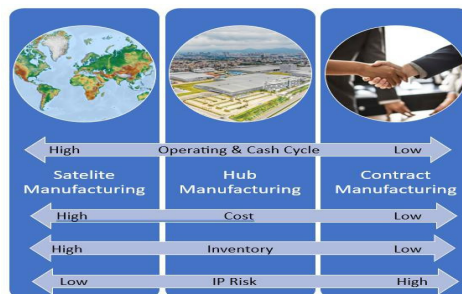 High Operating & Cash Cycle Low
Satelite Hub Contract
Manufacturing Manufacturing Manufacturing
High Cost Low
High Inventory Low
Low IP Risk High